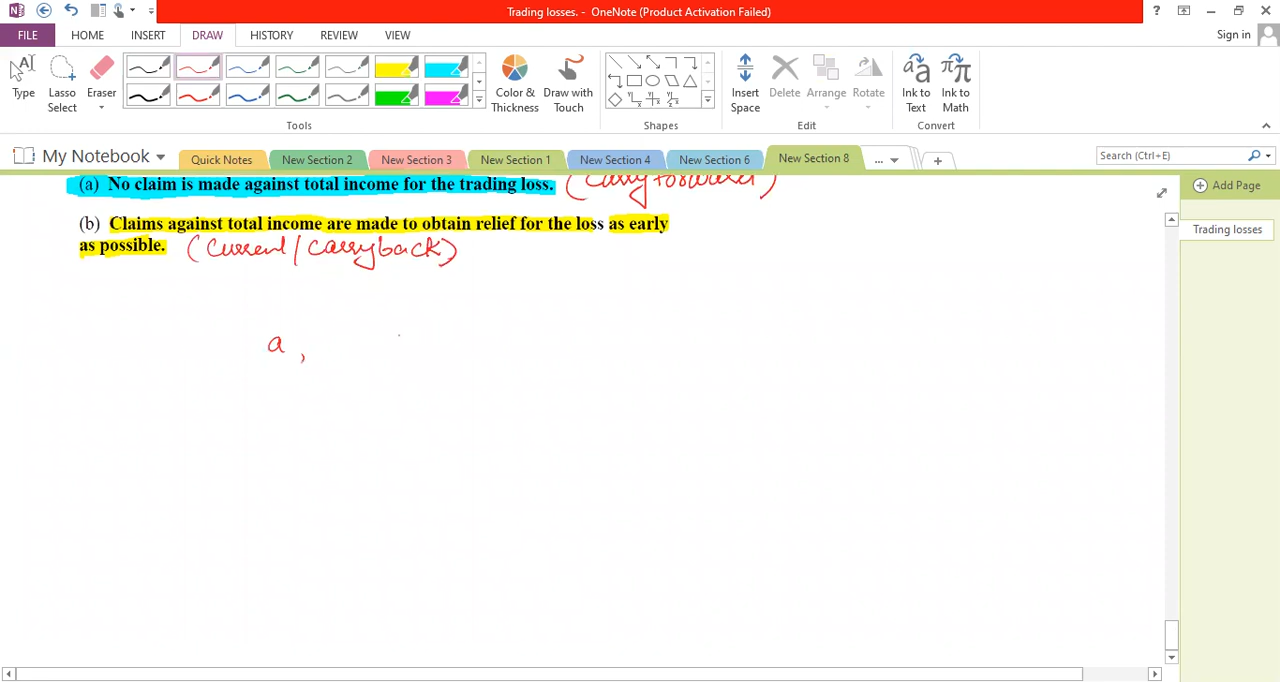 Trading losses. - OneNote (Product Activation Failed)
?
FILE HOME INSERT DRAW HISTORY REVIEW VIEW
Sign in
Type
Lasso Select
Eraser
Color & Thickness
Draw with Touch
Insert Space
Delete
Arrange
Rotate
Ink to Text
Ink to Math
Tools
Shapes
Edit
Convert
My Notebook
Quick Notes
New Section 2
New Section 3
New Section 1
New Section 4
New Section 6
New Section 8
...
Search (Ctrl+E)
Add Page
Trading losses
(a) No claim is made against total income for the trading loss. (Carry forward)
(b) Claims against total income are made to obtain relief for the loss as early
as possible. (Current/carryback)
a ,